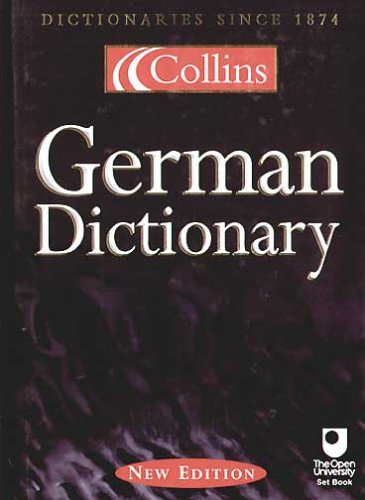 DICTIONARIES SINCE 1874
Collins
German
Dictionary
NEW EDITION
The Open
University
Set Book